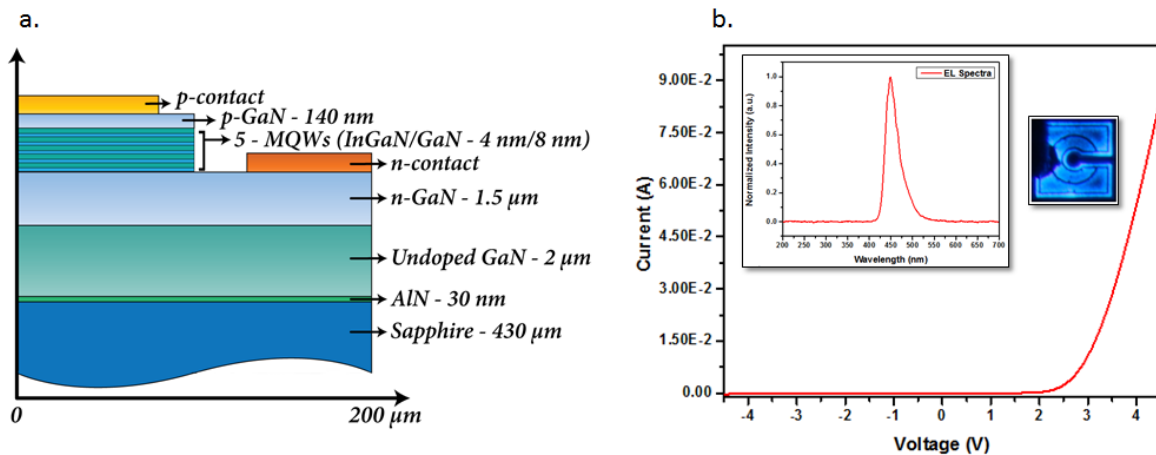 a.
p-contact
p-GaN - 140 nm
5 - MQWs (InGaN/GaN - 4 nm/8 nm)
n-contact
n-GaN - 1.5 µm
Undoped GaN - 2 µm
AlN - 30 nm
Sapphire - 430 µm
0
200 µm
b.
Current (A)
9.00E-2
7.50E-2
6.00E-2
4.50E-2
3.00E-2
1.50E-2
0.00
-4 -3 -2 -1 0 1 2 3 4
Voltage (V)
EL Spectra
Normalized Intensity (a.u.)
1.0
0.8
0.6
0.4
0.2
0.0
200 250 300 350 400 450 500 550 600 650 700
Wavelength (nm)